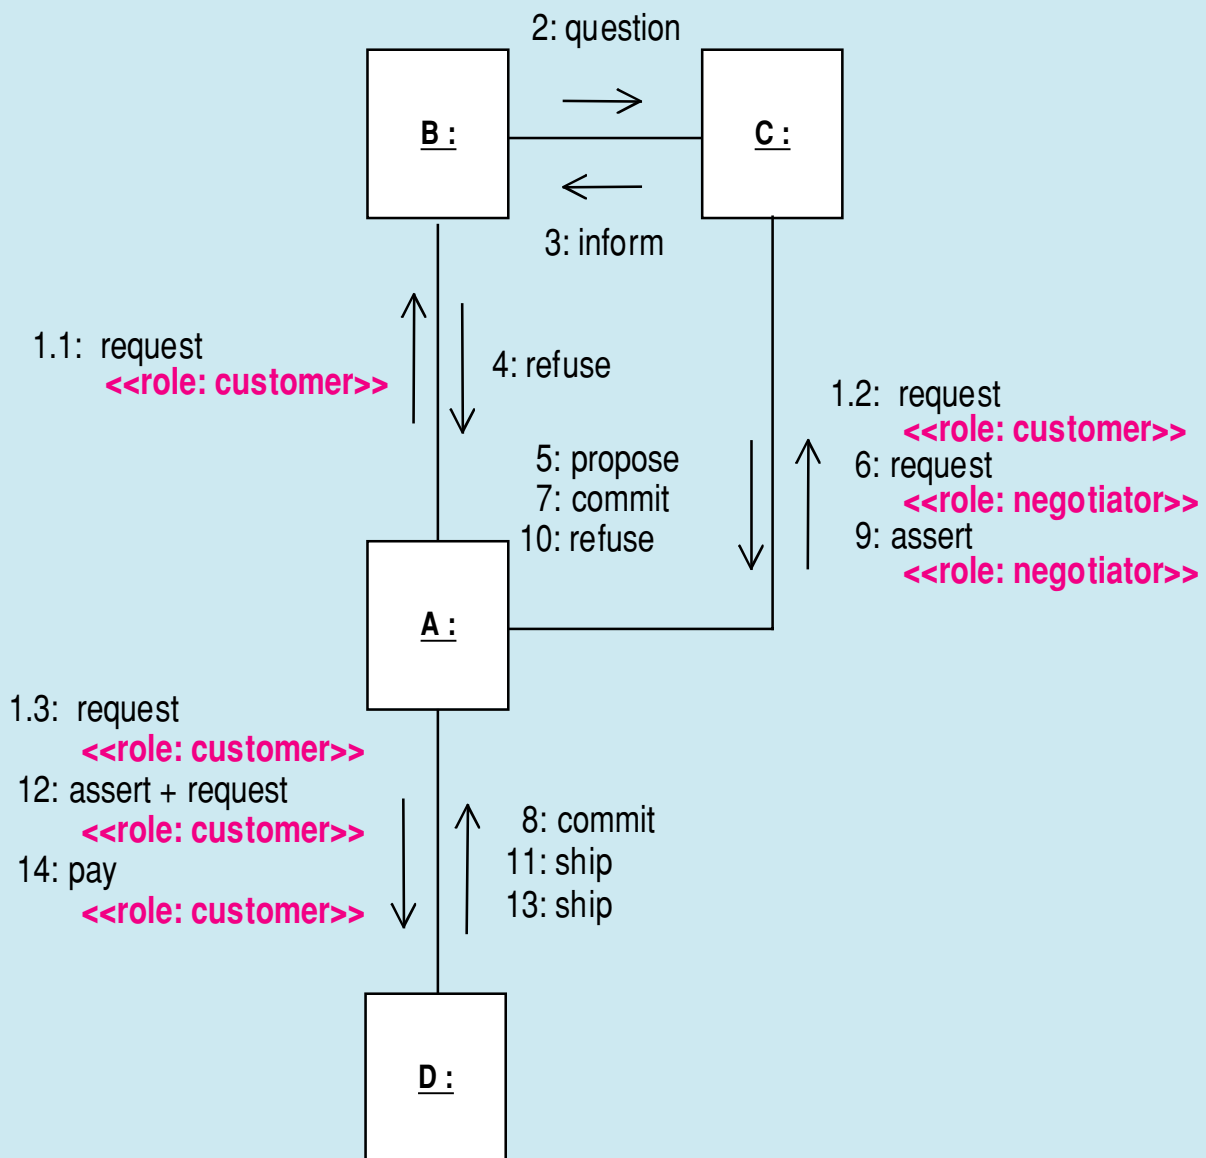 2: question
B :
C :
3: inform
1.1: request
<<role: customer>>
4: refuse
1.2: request
<<role: customer>>
5: propose
7: commit
10: refuse
6: request
<<role: negotiator>>
9: assert
<<role: negotiator>>
A :
1.3: request
<<role: customer>>
12: assert + request
<<role: customer>>
14: pay
<<role: customer>>
8: commit
11: ship
13: ship
D :